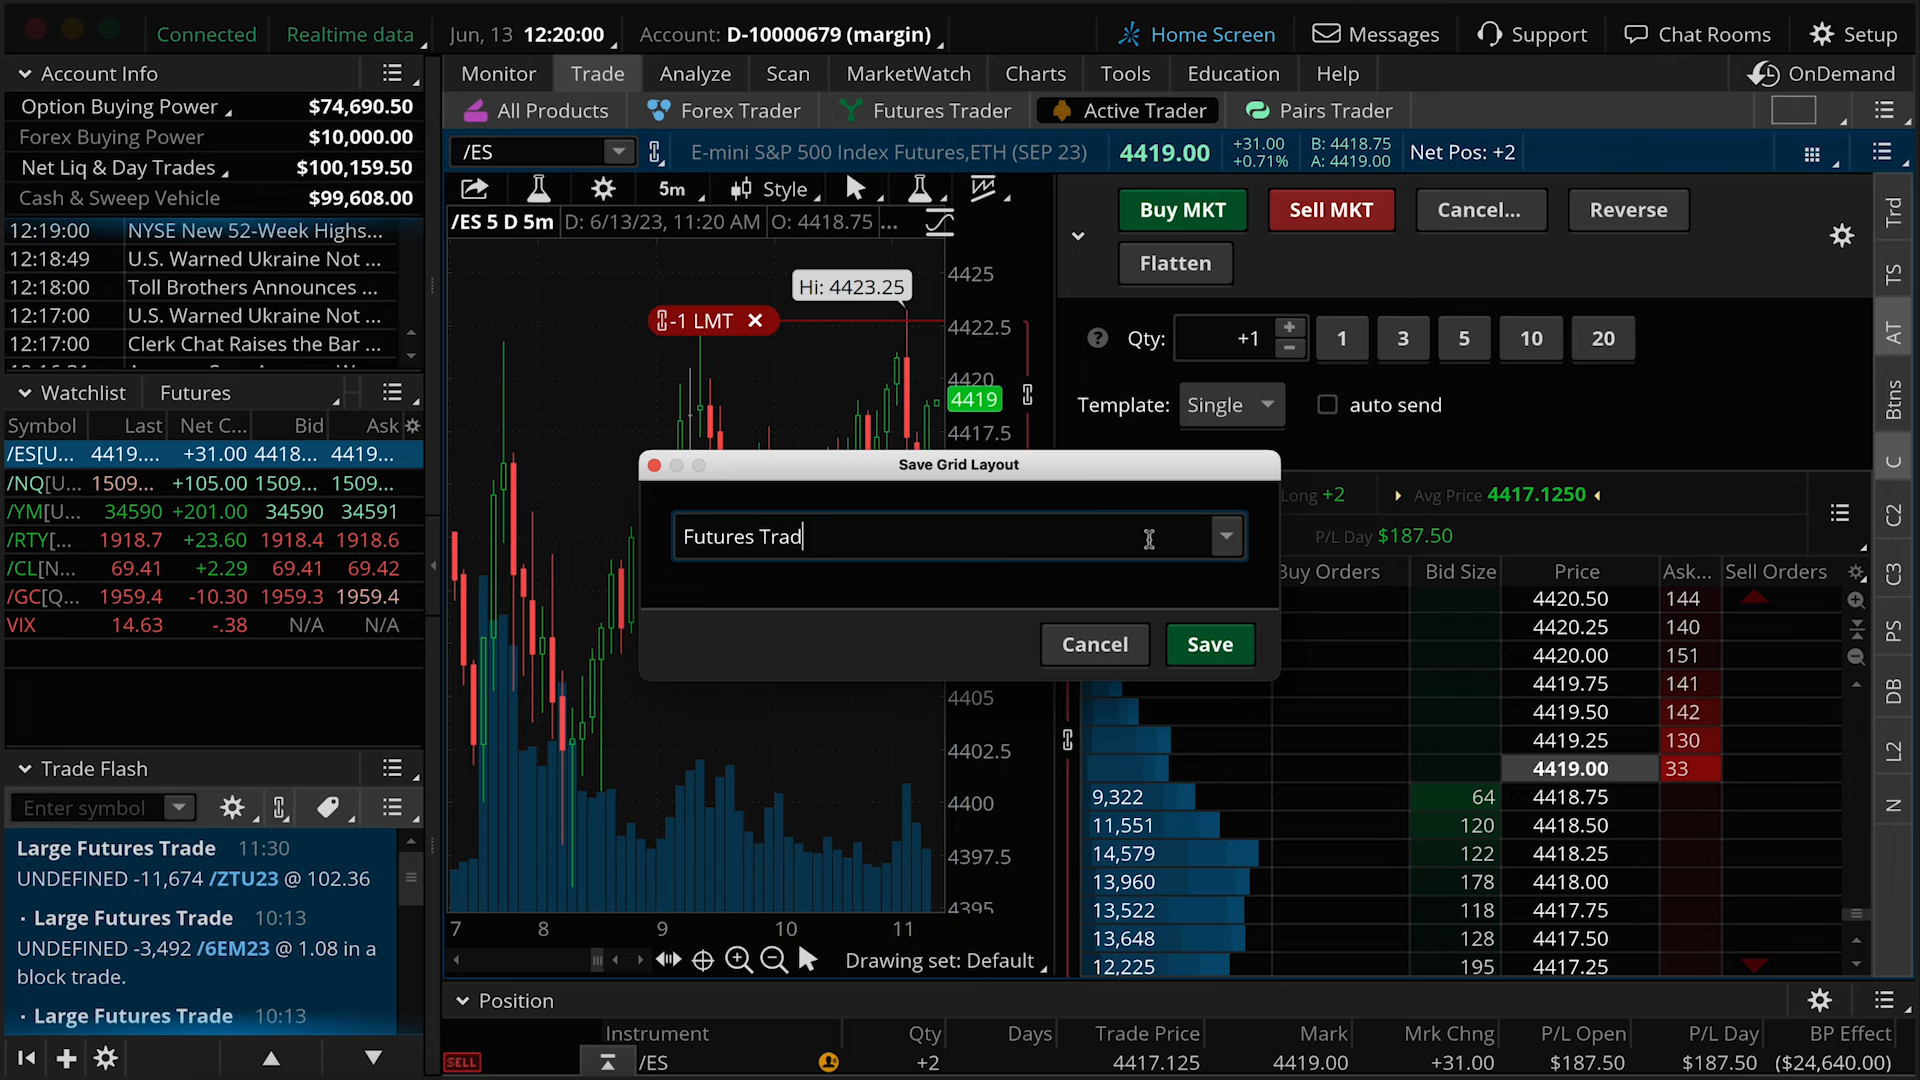 Connected Realtime data Jun, 13 12:20:00 Account: D-10000679 (margin) Home Screen Messages Support Chat Rooms Setup
Account Info
Monitor Trade Analyze Scan MarketWatch Charts Tools Education Help OnDemand
Option Buying Power $74,690.50
Forex Buying Power $10,000.00
Net Liq & Day Trades $100,159.50
Cash & Sweep Vehicle $99,608.00
All Products Forex Trader Futures Trader Active Trader Pairs Trader
/ES E-mini S&P 500 Index Futures,ETH (SEP 23) 4419.00 +31.00 +0.71% B: 4418.75 A: 4419.00 Net Pos: +2
12:19:00 NYSE New 52-Week Highs...
12:18:49 U.S. Warned Ukraine Not ...
12:18:00 Toll Brothers Announces ...
12:17:00 U.S. Warned Ukraine Not ...
12:17:00 Clerk Chat Raises the Bar ...
5m Style
/ES 5 D 5m D: 6/13/23, 11:20 AM O: 4418.75 ...
Hi: 4423.25
-1 LMT
4425
4422.5
4420
4419
4417.5
4405
4402.5
4400
4397.5
4395
7 8 9 10 11
Drawing set: Default
Buy MKT Sell MKT Cancel... Reverse
Flatten
Qty: +1 1 3 5 10 20
Template: Single auto send
Trd
TS
AT
Btns
C
C2
C3
PS
DB
L2
N
Watchlist Futures
Symbol Last Net C... Bid Ask
/ES[U... 4419.... +31.00 4418... 4419...
/NQ[U... 1509... +105.00 1509... 1509...
/YM[U... 34590 +201.00 34590 34591
/RTY[... 1918.7 +23.60 1918.4 1918.6
/CL[N... 69.41 +2.29 69.41 69.42
/GC[Q... 1959.4 -10.30 1959.3 1959.4
VIX 14.63 -.38 N/A N/A
Save Grid Layout
Futures Trad
Cancel Save
Long +2 Avg Price 4417.1250
P/L Day $187.50
Buy Orders Bid Size Price Ask... Sell Orders
4420.50 144
4420.25 140
4420.00 151
4419.75 141
4419.50 142
4419.25 130
4419.00 33
9,322 64 4418.75
11,551 120 4418.50
14,579 122 4418.25
13,960 178 4418.00
13,522 118 4417.75
13,648 128 4417.50
12,225 195 4417.25
Trade Flash
Enter symbol
Large Futures Trade 11:30
UNDEFINED -11,674 /ZTU23 @ 102.36
· Large Futures Trade 10:13
UNDEFINED -3,492 /6EM23 @ 1.08 in a
block trade.
· Large Futures Trade 10:13
Position
Instrument Qty Days Trade Price Mark Mrk Chng P/L Open P/L Day BP Effect
SELL /ES +2 4417.125 4419.00 +31.00 $187.50 $187.50 ($24,640.00)